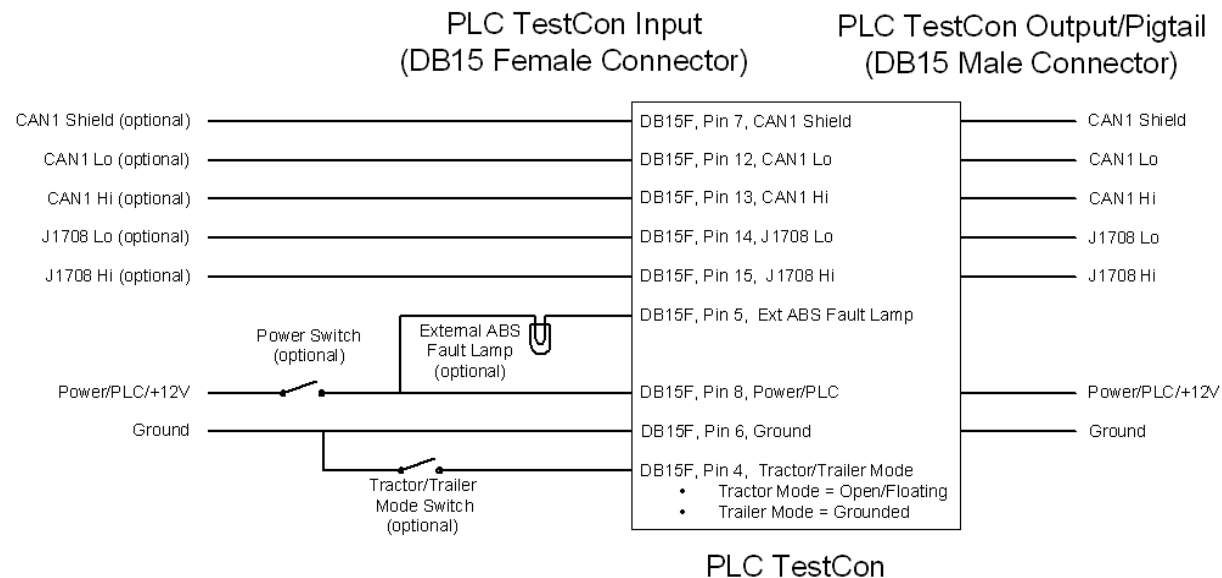 PLC TestCon Input
(DB15 Female Connector)
PLC TestCon Output/Pigtail
(DB15 Male Connector)
CAN1 Shield (optional)
DB15F, Pin 7, CAN1 Shield
CAN1 Shield
CAN1 Lo (optional)
DB15F, Pin 12, CAN1 Lo
CAN1 Lo
CAN1 Hi (optional)
DB15F, Pin 13, CAN1 Hi
CAN1 Hi
J1708 Lo (optional)
DB15F, Pin 14, J1708 Lo
J1708 Lo
J1708 Hi (optional)
DB15F, Pin 15, J1708 Hi
J1708 Hi
DB15F, Pin 5, Ext ABS Fault Lamp
Power Switch
(optional)
External ABS
Fault Lamp
(optional)
Power/PLC/+12V
DB15F, Pin 8, Power/PLC
Power/PLC/+12V
Ground
DB15F, Pin 6, Ground
Ground
DB15F, Pin 4, Tractor/Trailer Mode
• Tractor Mode = Open/Floating
• Trailer Mode = Grounded
Tractor/Trailer
Mode Switch
(optional)
PLC TestCon